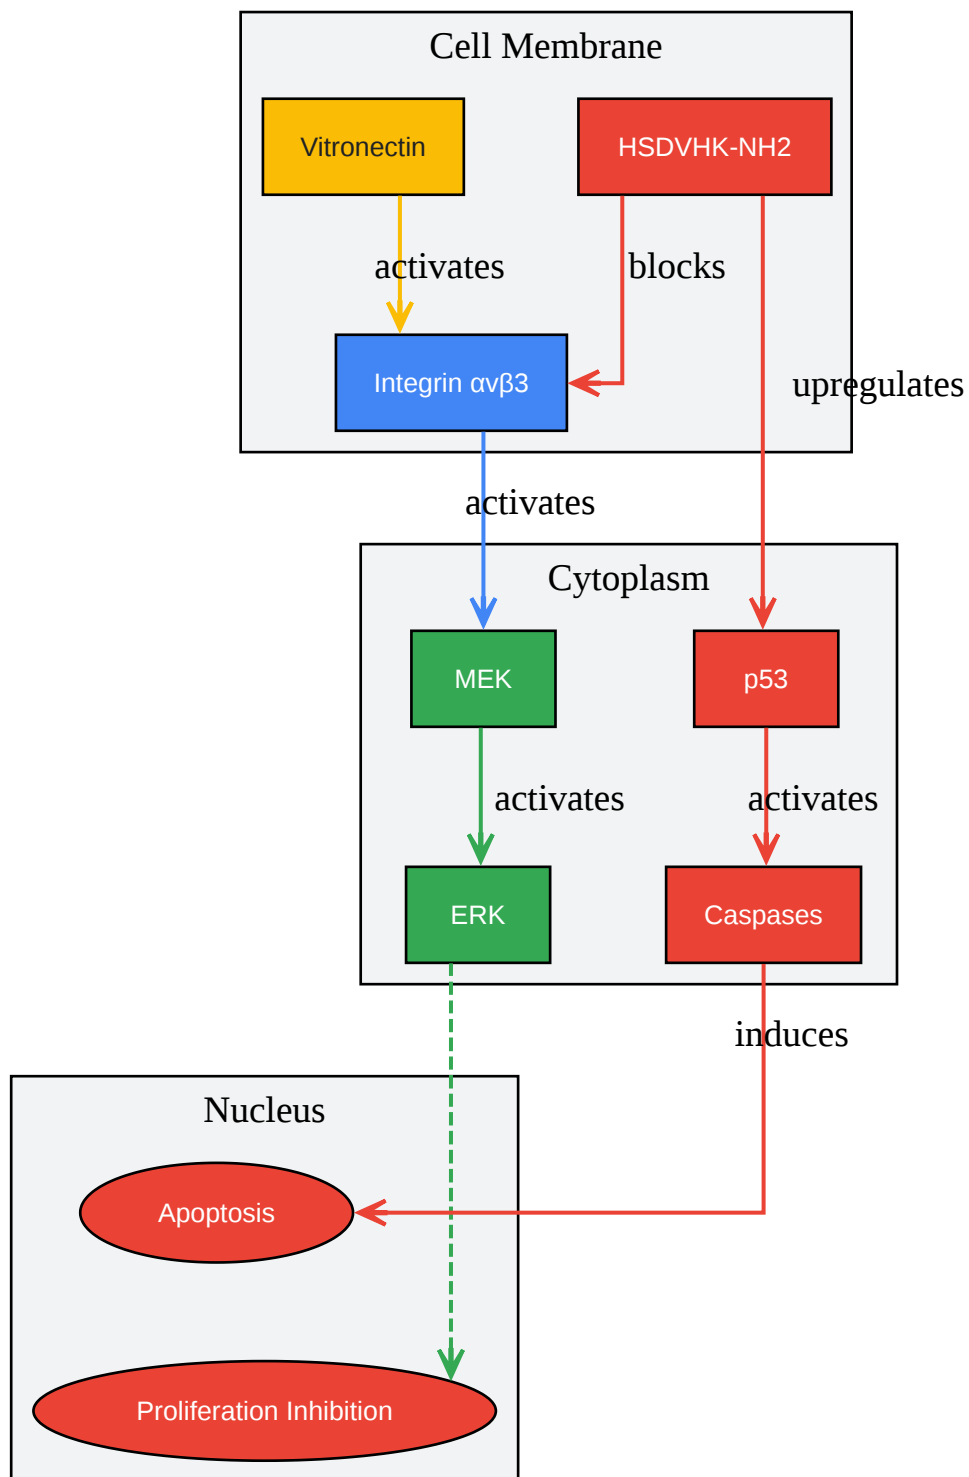 Cell Membrane
Vitronectin
HSDVHK-NH2
activates
blocks
Integrin αvβ3
upregulates
activates
Cytoplasm
MEK
p53
activates
activates
ERK
Caspases
induces
Nucleus
Apoptosis
Proliferation Inhibition